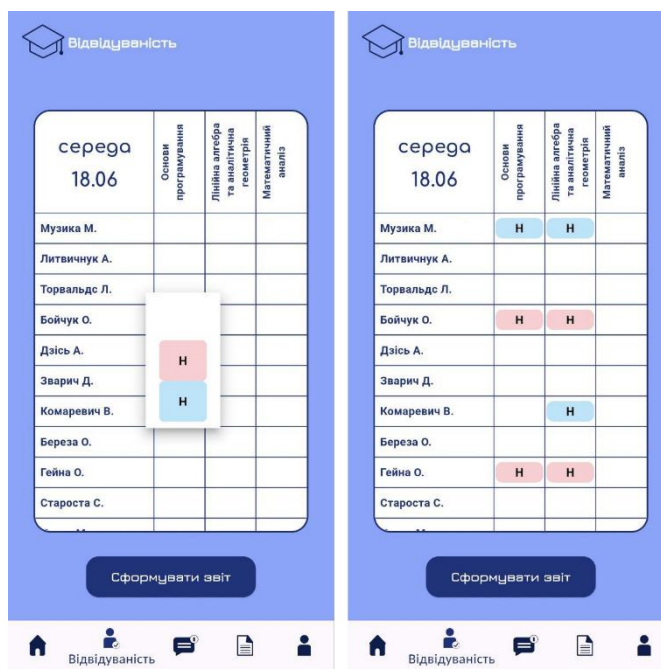 Відвідуваність
середа
18.06
Основи
програмування
Лінійна алгебра
та аналітична
геометрія
Математичний
аналіз
Музика М.
Литвичнук А.
Торвальдс Л.
Бойчук О.
Дзісь А.
Зварич Д.
Комаревич В.
Береза О.
Гейна О.
Староста С.
Н
Н
Сформувати звіт
Відвідуваність
Відвідуваність
середа
18.06
Основи
програмування
Лінійна алгебра
та аналітична
геометрія
Математичний
аналіз
Музика М. Н Н
Литвичнук А.
Торвальдс Л.
Бойчук О. Н Н
Дзісь А.
Зварич Д.
Комаревич В. Н
Береза О.
Гейна О. Н Н
Староста С.
Сформувати звіт
Відвідуваність